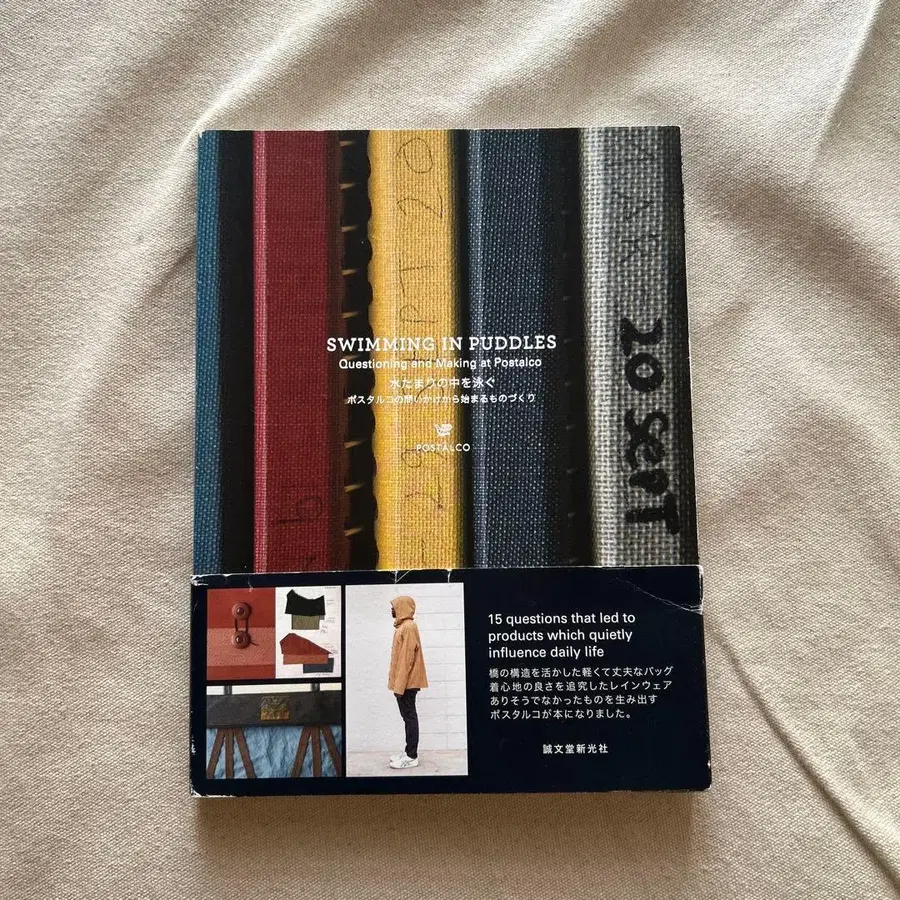 SWIMMING IN PUDDLES
Questioning and Making at Postalco
水たまりの中を泳ぐ
ポスタルコの問いかけから始まるものづくり
POSTALCO
20 SEPT
15 questions that led to
products which quietly
influence daily life
橋の構造を活かした軽くて丈夫なバッグ
着心地の良さを追究したレインウェア
ありそうでなかったものを生み出す
ポスタルコが本になりました。
誠文堂新光社